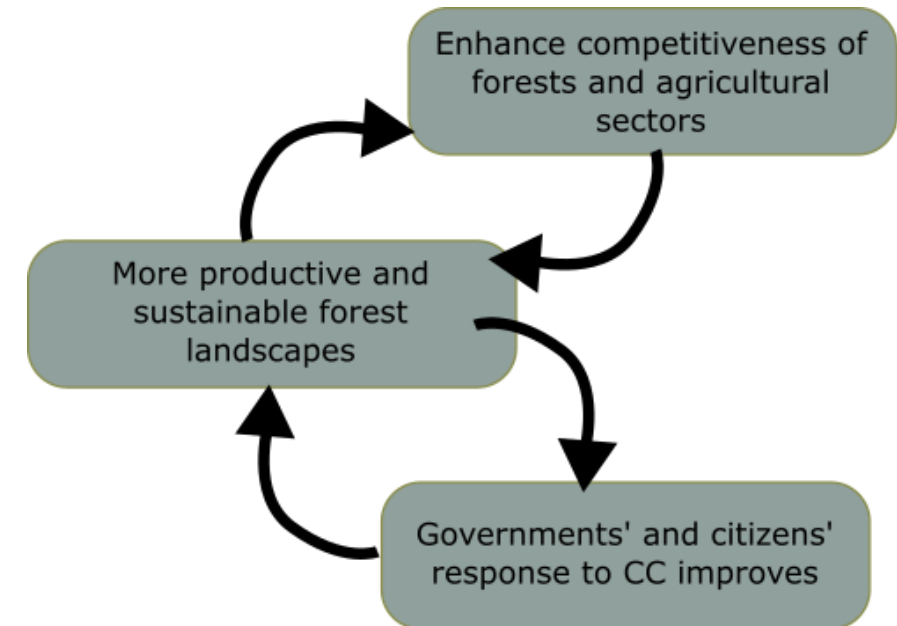 Enhance competitiveness of
forests and agricultural
sectors
More productive and
sustainable forest
landscapes
Governments' and citizens'
response to CC improves